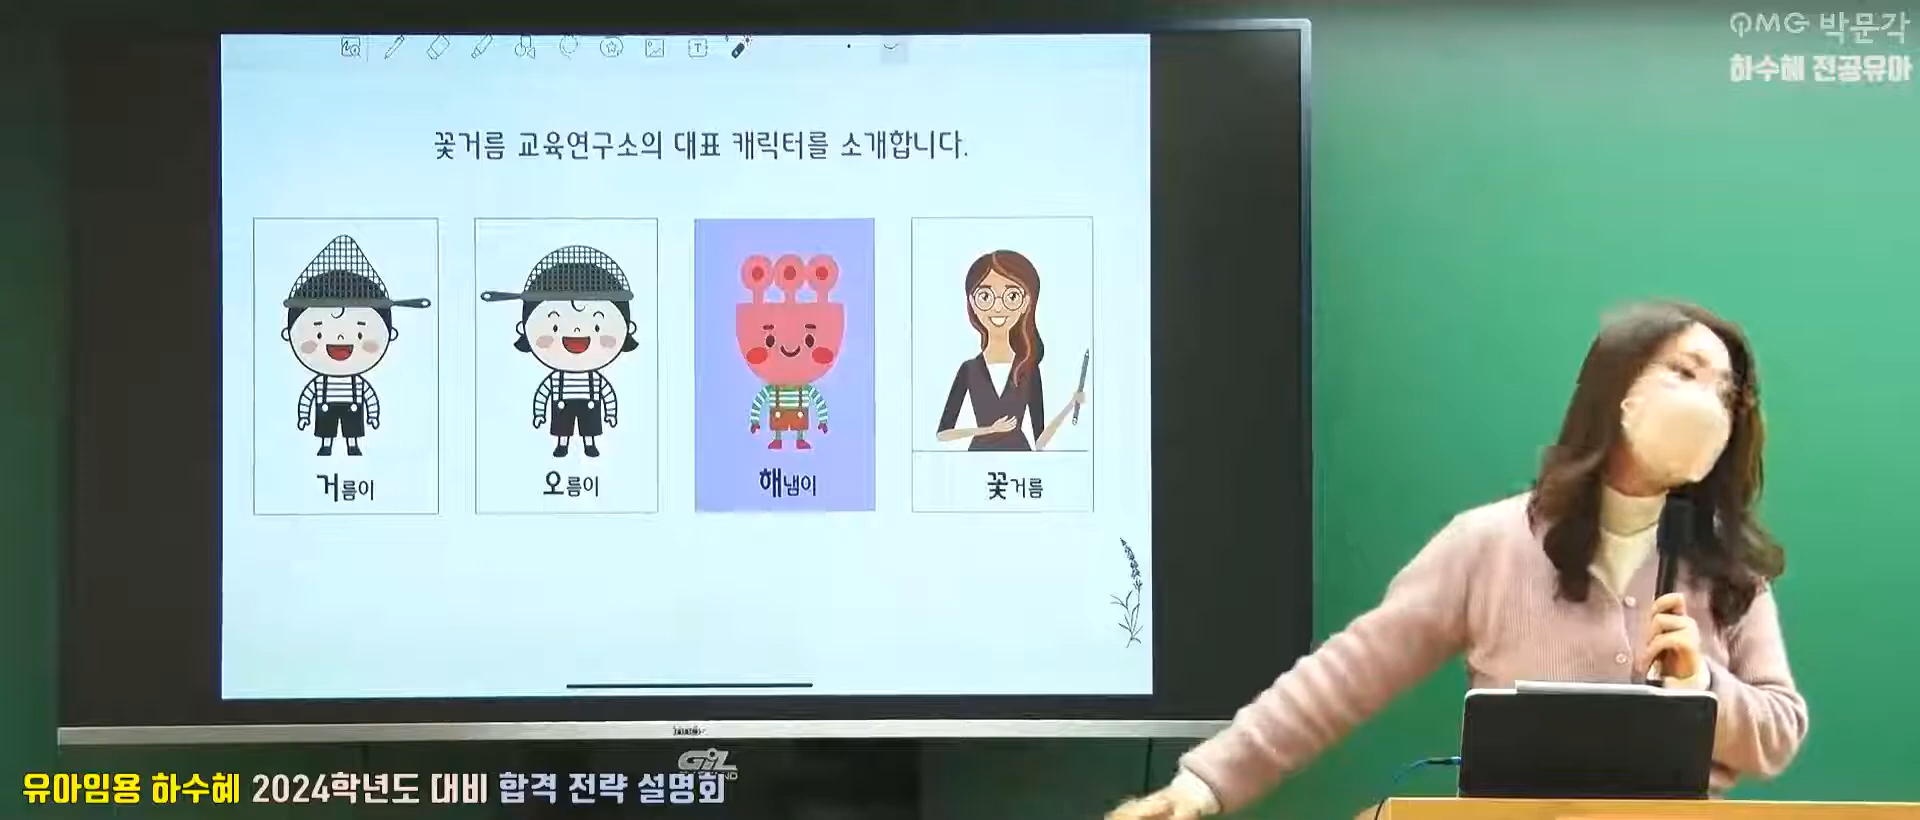 PMG 박문각
하수혜 전공유아
꽃거름 교육연구소의 대표 캐릭터를 소개합니다.
거름이
오름이
해냄이
꽃거름
유아임용 하수혜 2024학년도 대비 합격 전략 설명회